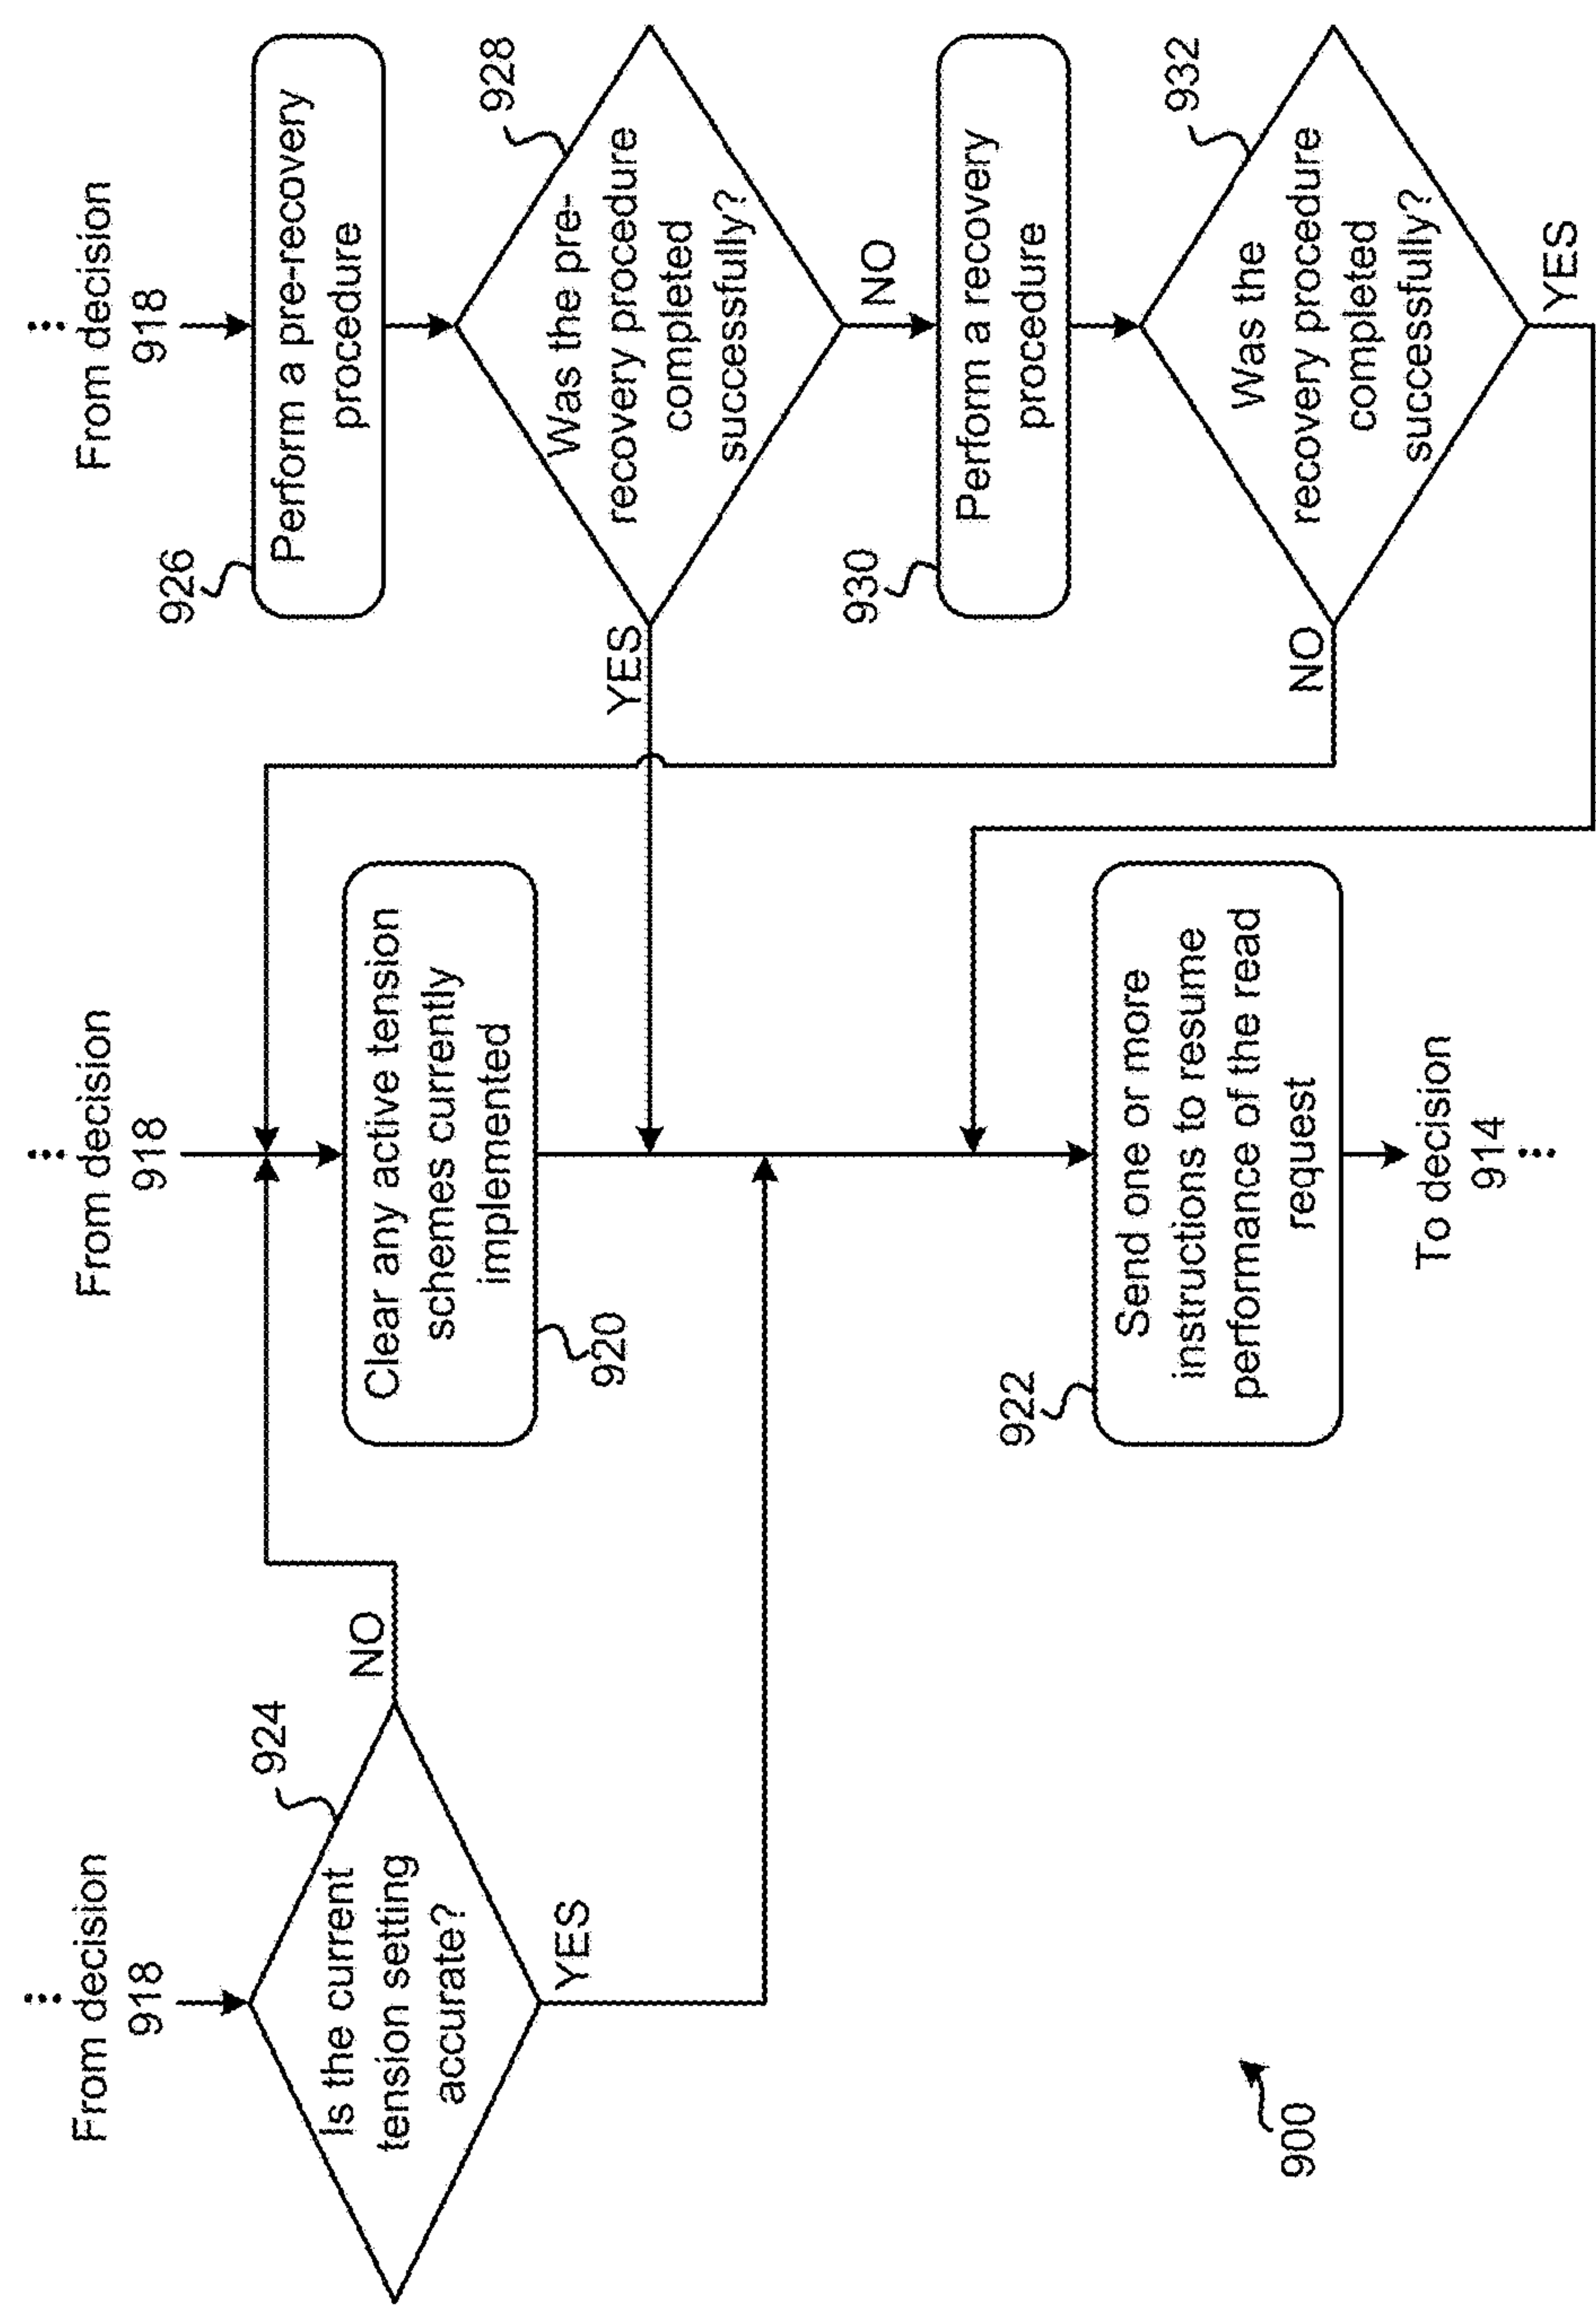 From decision
918
Is the current
tension setting
accurate?
924
NO
YES
From decision
918
Clear any active tension
schemes currently
implemented
920
922
Send one or more
instructions to resume
performance of the read
request
To decision
914
From decision
918
926
Perform a pre-recovery
procedure
928
Was the pre-
recovery procedure
completed
successfully?
YES
NO
930
Perform a recovery
procedure
932
Was the
recovery procedure
completed
successfully?
NO
YES
900